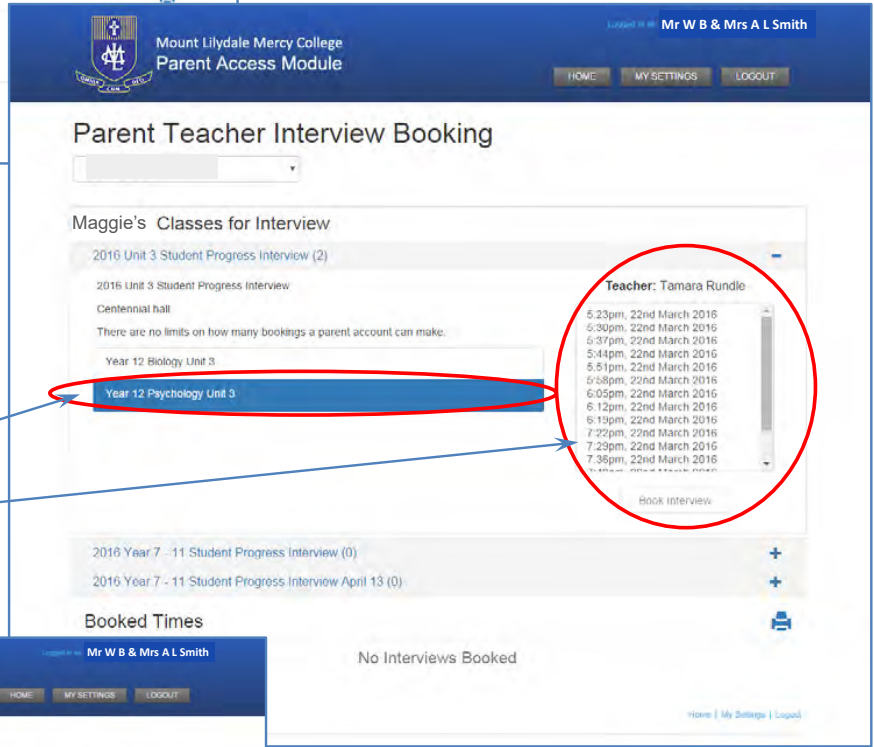 Mount Lilydale Mercy College
Parent Access Module
Logged in as Mr W B & Mrs A L Smith
HOME MY SETTINGS LOGOUT
Parent Teacher Interview Booking
Maggie's Classes for Interview
2016 Unit 3 Student Progress Interview (2)
2016 Unit 3 Student Progress Interview
Centennial hall
There are no limits on how many bookings a parent account can make.
Year 12 Biology Unit 3
Year 12 Psychology Unit 3
Teacher: Tamara Rundle
5:23pm, 22nd March 2016
5:30pm, 22nd March 2016
5:37pm, 22nd March 2016
5:44pm, 22nd March 2016
5:51pm, 22nd March 2016
5:58pm, 22nd March 2016
6:05pm, 22nd March 2016
6:12pm, 22nd March 2016
6:19pm, 22nd March 2016
7:22pm, 22nd March 2016
7:29pm, 22nd March 2016
7:36pm, 22nd March 2016
Book Interview
2016 Year 7 - 11 Student Progress Interview (0)
2016 Year 7 - 11 Student Progress Interview April 13 (0)
Booked Times
No Interviews Booked
Home | My Settings | Logout
Logged in as Mr W B & Mrs A L Smith
HOME MY SETTINGS LOGOUT